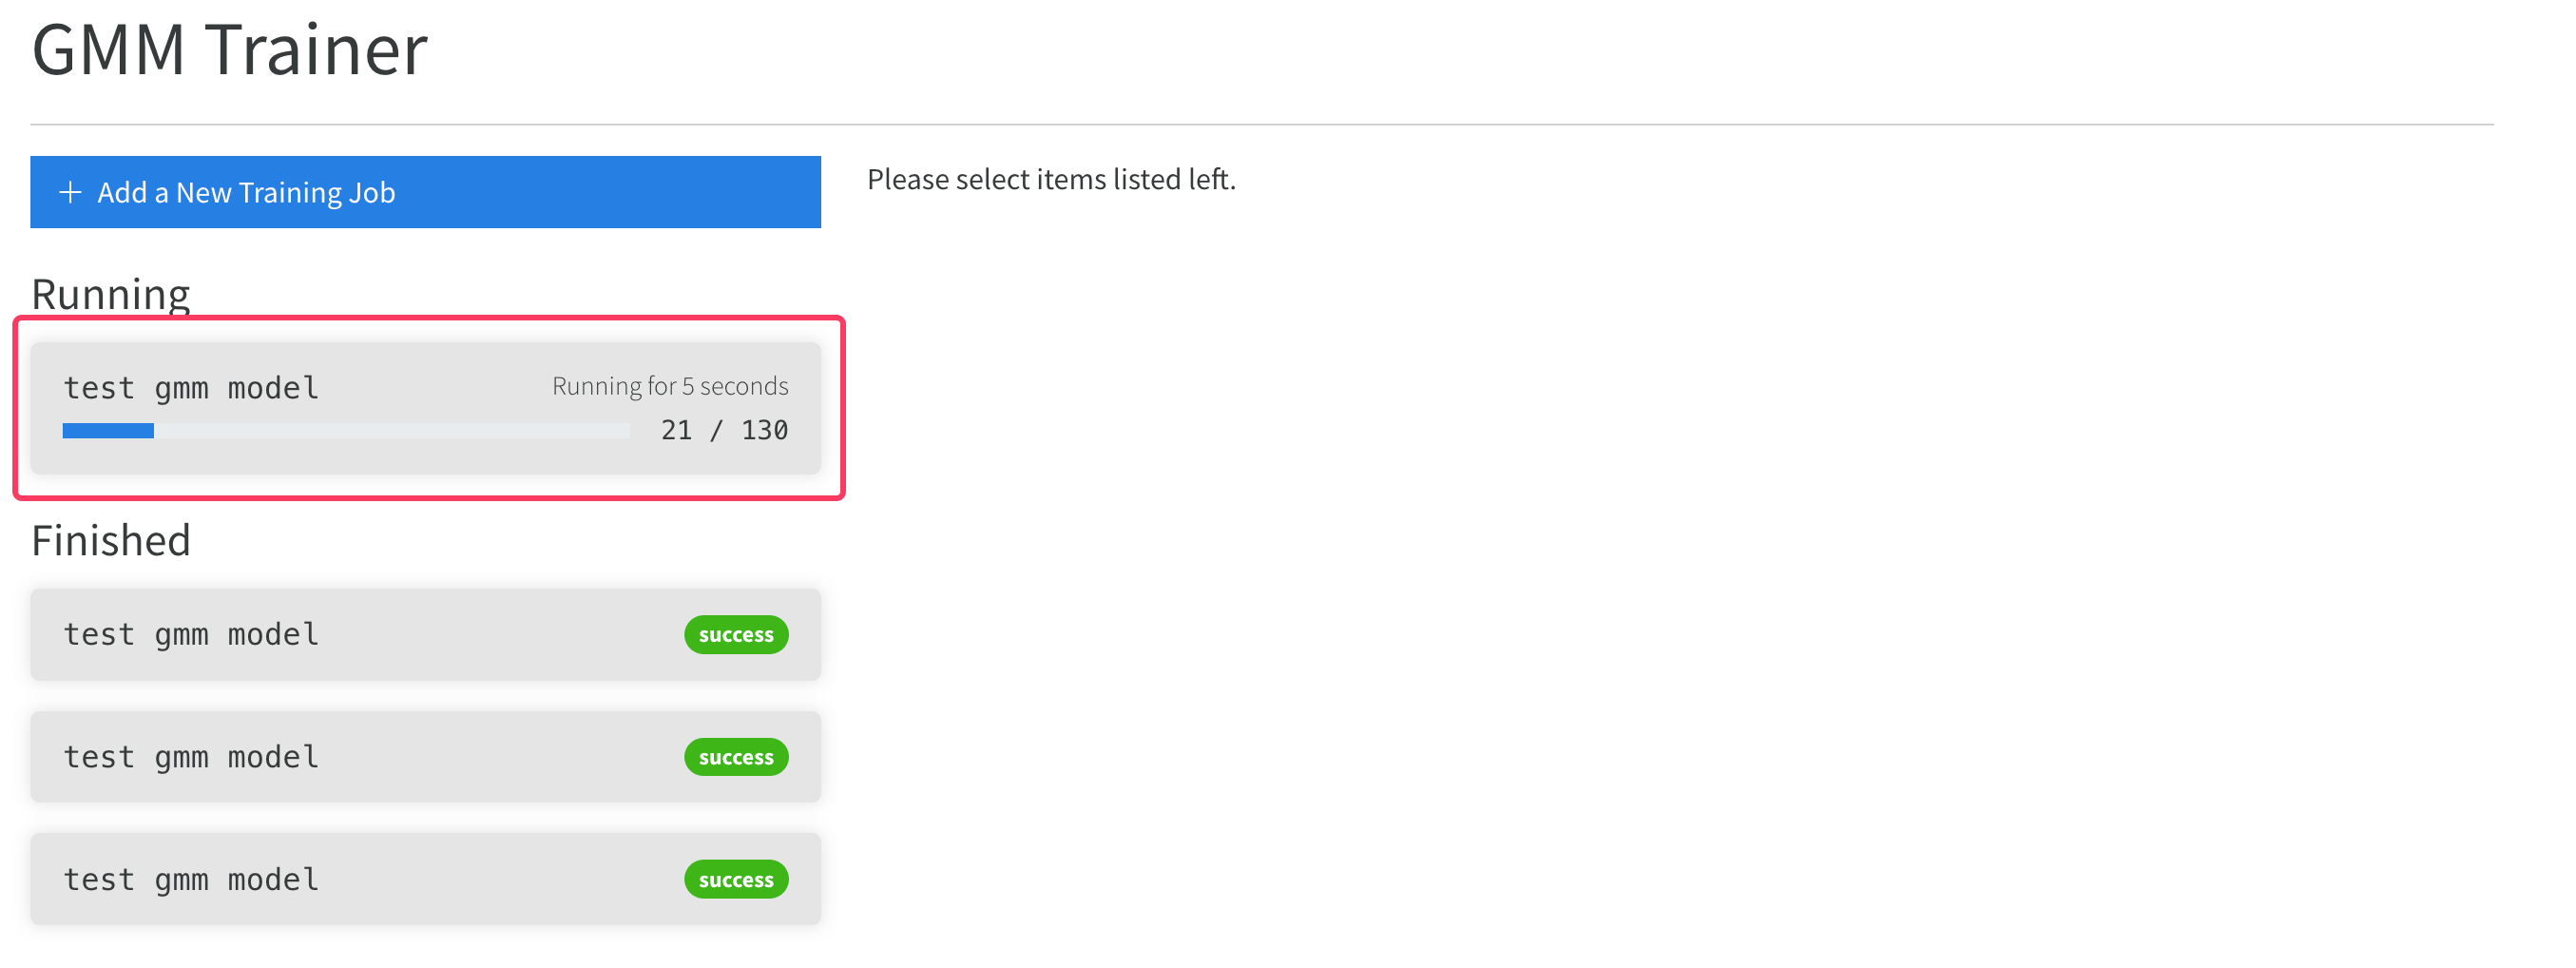 GMM Trainer
+ Add a New Training Job
Please select items listed left.
Running
test gmm model
Running for 5 seconds
21 / 130
Finished
test gmm model
success
test gmm model
success
test gmm model
success